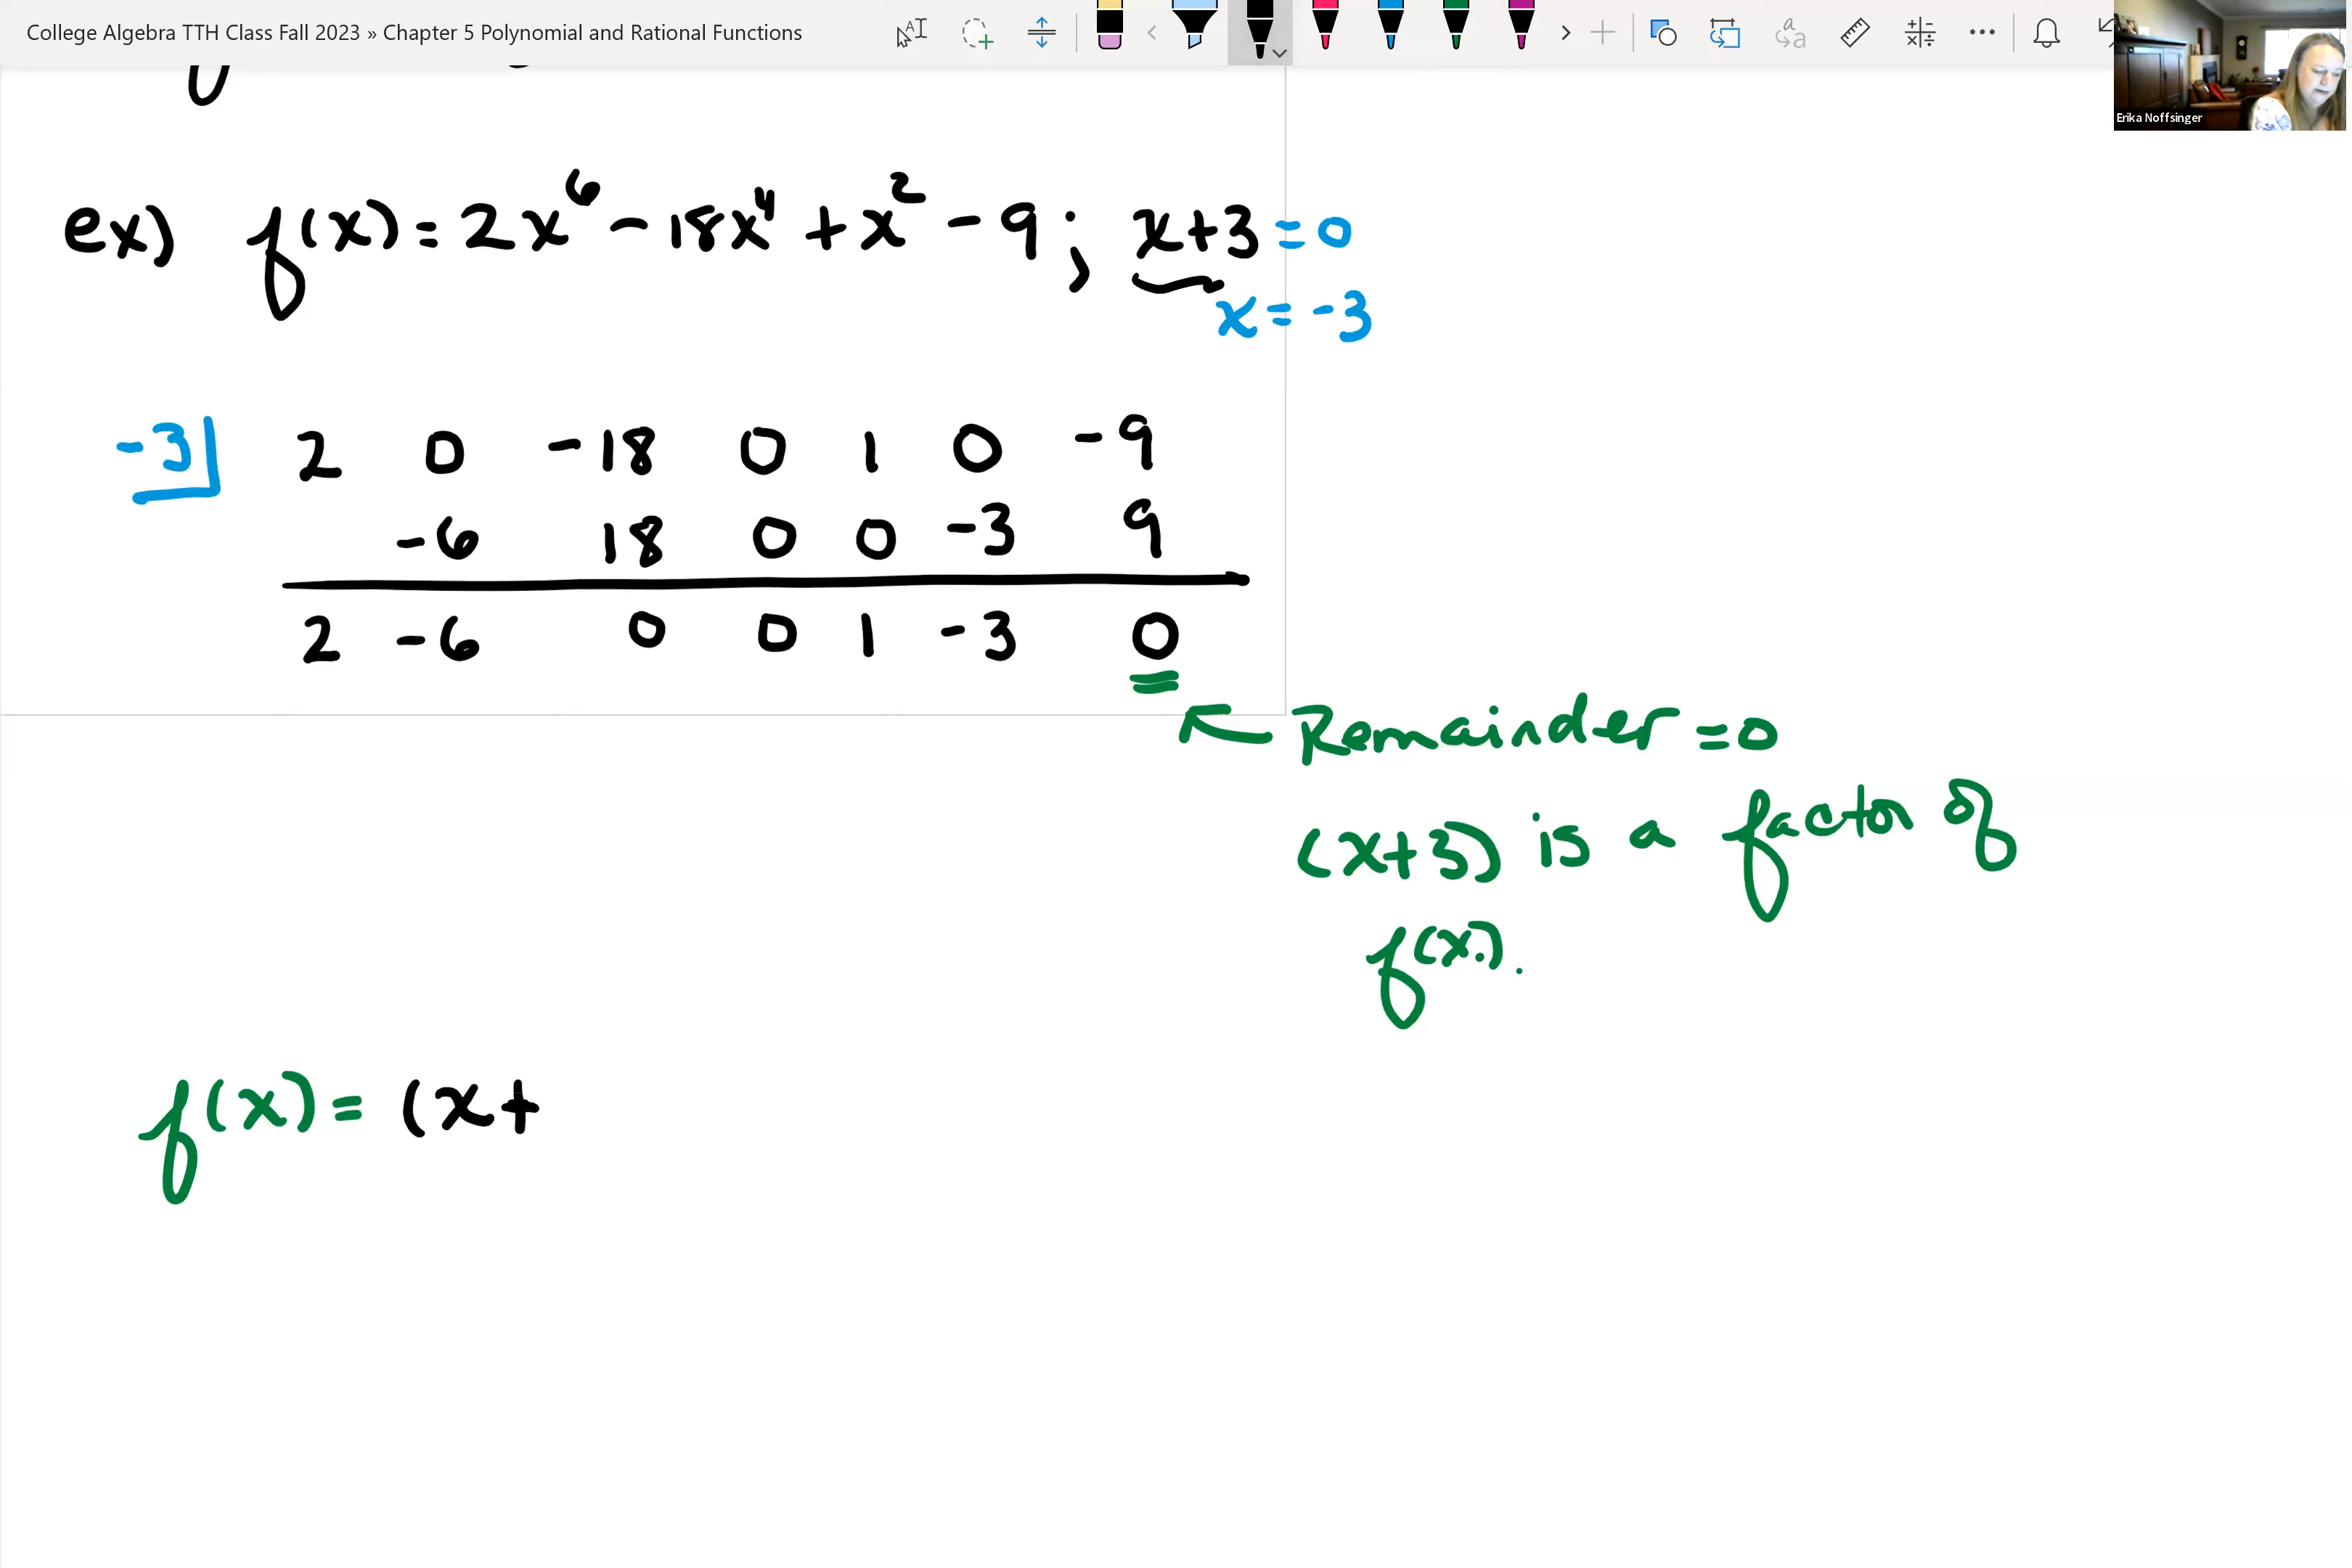 College Algebra TTH Class Fall 2023 » Chapter 5 Polynomial and Rational Functions
Erika Noffsinger
ex) f(x) = 2x⁶ - 18x⁴ + x² - 9 ; x+3 = 0
x = -3
-3| 2 0 -18 0 1 0 -9
-6 18 0 0 -3 9
2 -6 0 0 1 -3 0
← Remainder = 0
(x+3) is a factor of
f(x).
f(x) = (x+